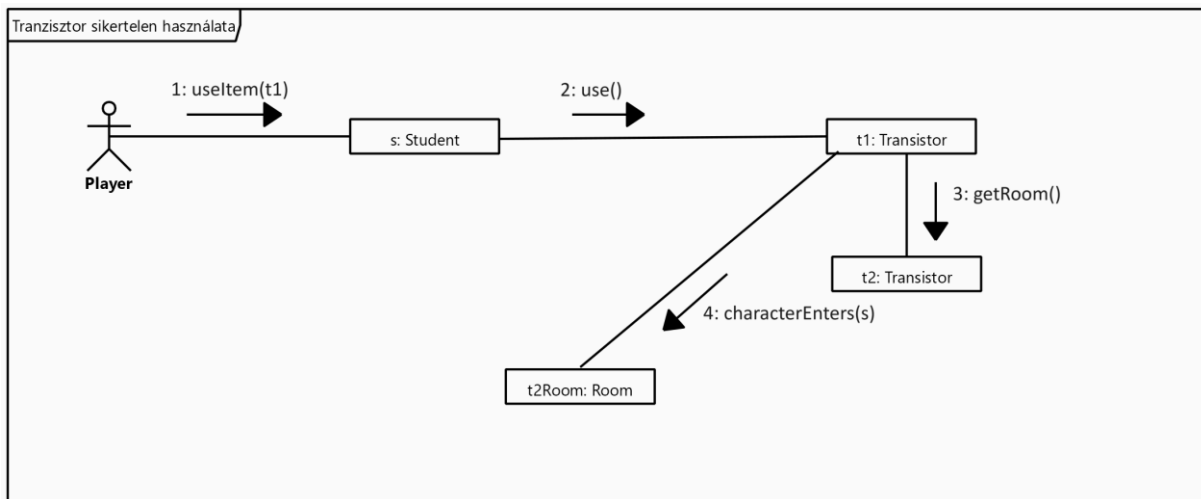 Tranzisztor sikertelen használata
1: useItem(t1)
2: use()
s: Student
t1: Transistor
Player
3: getRoom()
t2: Transistor
4: characterEnters(s)
t2Room: Room